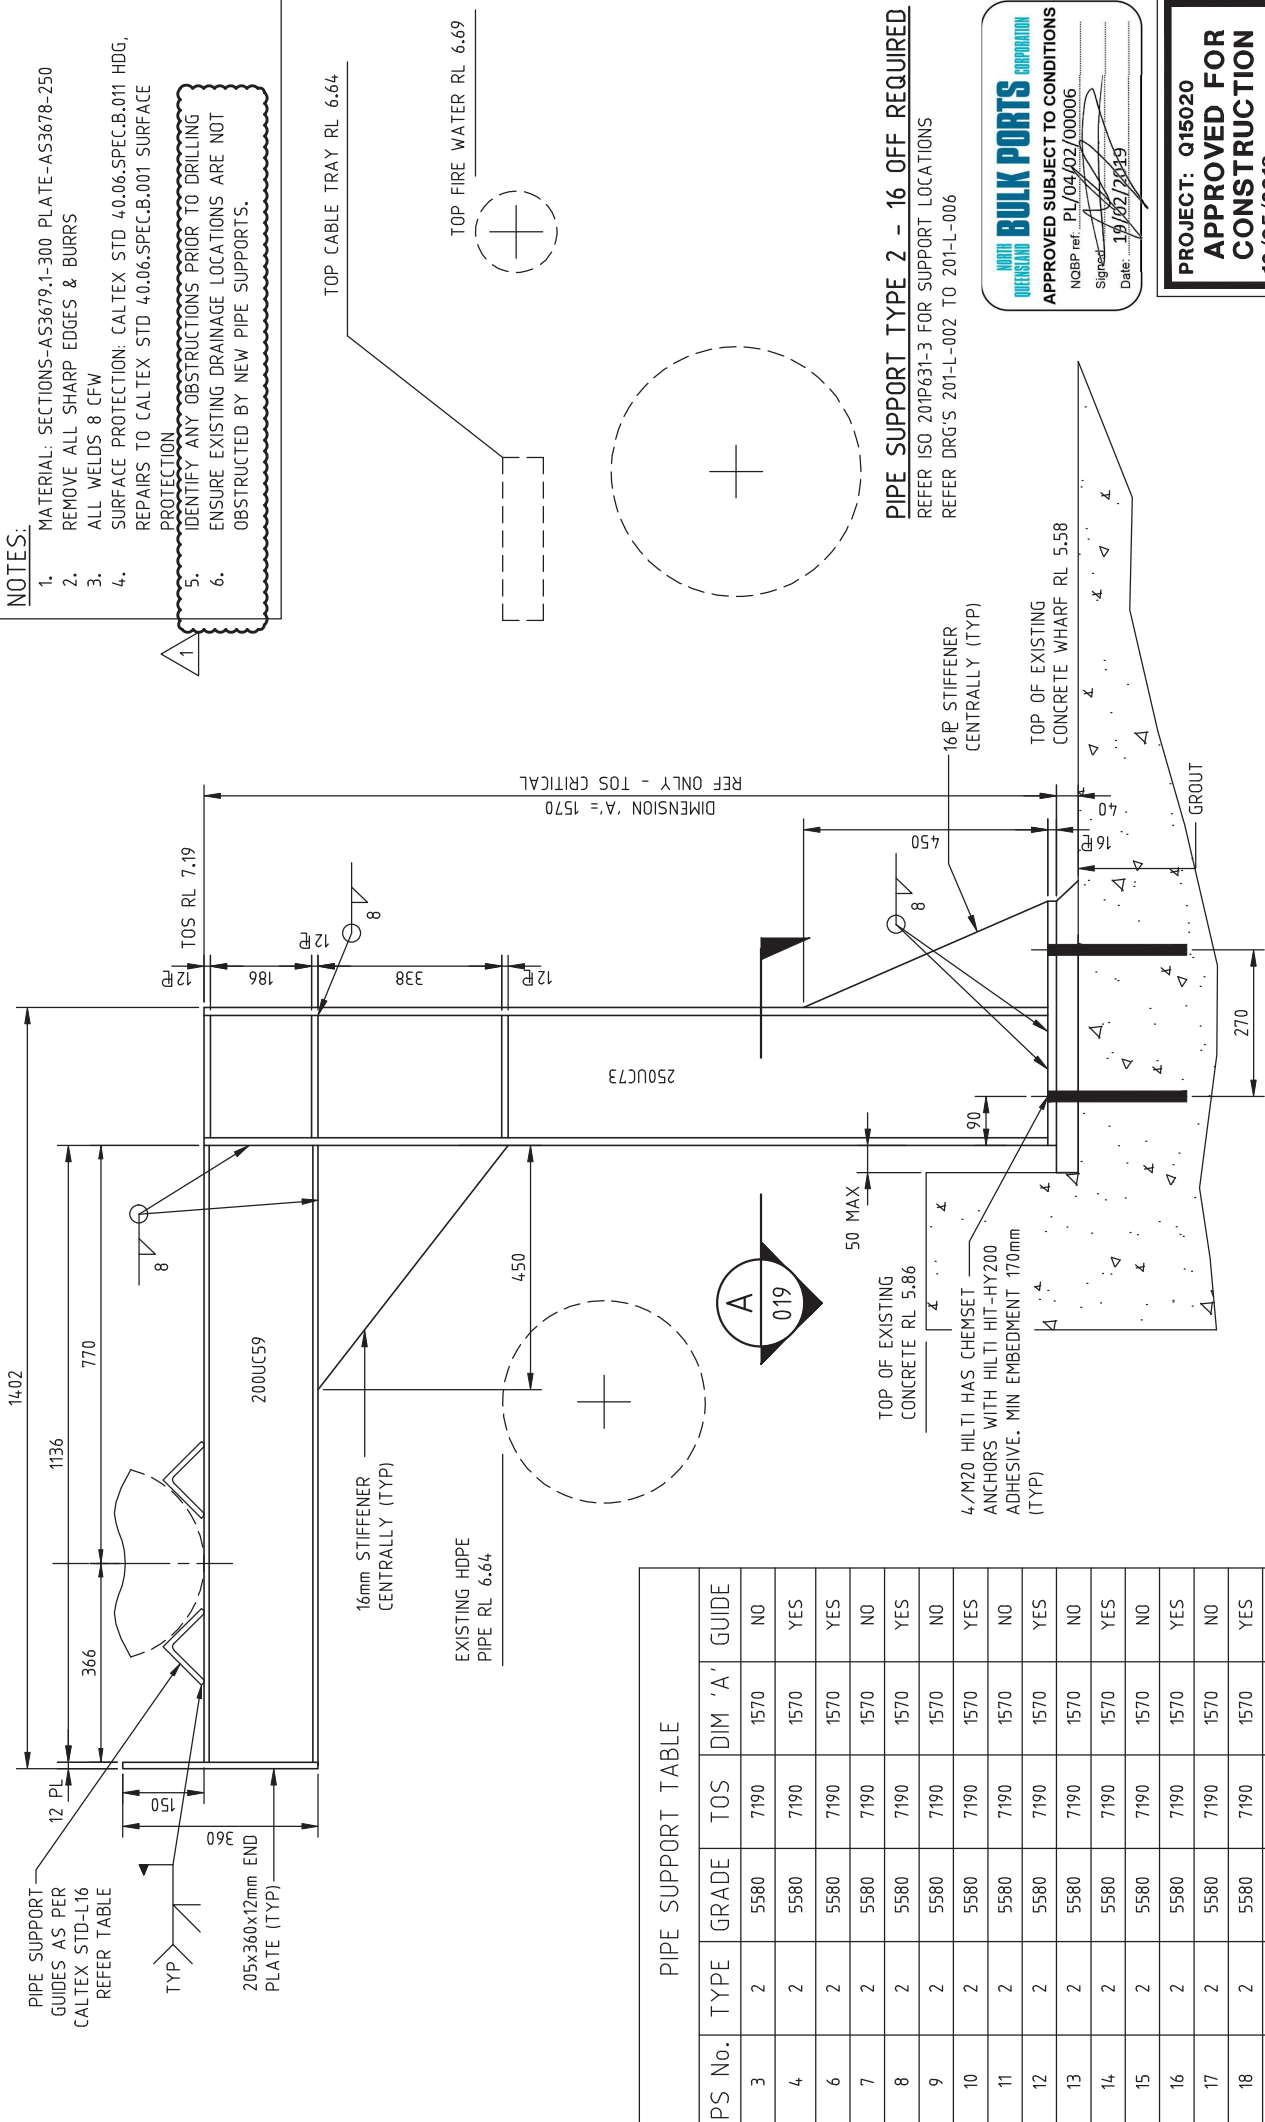 NOTES:
1. MATERIAL: SECTIONS-AS3679.1-300 PLATE-AS3678-250
2. REMOVE ALL SHARP EDGES & BURRS
3. ALL WELDS 8 CFW
4. SURFACE PROTECTION: CALTEX STD 40.06.SPEC.B.011 HDG,
REPAIRS TO CALTEX STD 40.06.SPEC.B.001 SURFACE
PROTECTION
5. IDENTIFY ANY OBSTRUCTIONS PRIOR TO DRILLING
6. ENSURE EXISTING DRAINAGE LOCATIONS ARE NOT
OBSTRUCTED BY NEW PIPE SUPPORTS.
1
TOP CABLE TRAY RL 6.64
TOP FIRE WATER RL 6.69
PIPE SUPPORT TYPE 2 - 16 OFF REQUIRED
REFER ISO 201P631-3 FOR SUPPORT LOCATIONS
REFER DRG'S 201-L-002 TO 201-L-006
NORTH
QUEENSLAND BULK PORTS CORPORATION
APPROVED SUBJECT TO CONDITIONS
NQBP ref: PL/04/02/00006
Signed
Date: 19/02/2019
PROJECT: Q15020
APPROVED FOR
CONSTRUCTION
1402
1136
770
366
12 PL
150
360
PIPE SUPPORT
GUIDES AS PER
CALTEX STD-L16
REFER TABLE
TYP
205x360x12mm END
PLATE (TYP)
8
200UC59
16mm STIFFENER
CENTRALLY (TYP)
450
EXISTING HDPE
PIPE RL 6.64
TOS RL 7.19
12 PL
186
12 PL
338
12 PL
8
250UC73
DIMENSION 'A'= 1570
REF ONLY - TOS CRITICAL
450
16 PL
40
8
16 PL STIFFENER
CENTRALLY (TYP)
TOP OF EXISTING
CONCRETE WHARF RL 5.58
GROUT
270
90
50 MAX
A
019
TOP OF EXISTING
CONCRETE RL 5.86
4/M20 HILTI HAS CHEMSET
ANCHORS WITH HILTI HIT-HY200
ADHESIVE. MIN EMBEDMENT 170mm
(TYP)
PIPE SUPPORT TABLE
PS No. TYPE GRADE TOS DIM 'A' GUIDE
3 2 5580 7190 1570 NO
4 2 5580 7190 1570 YES
6 2 5580 7190 1570 YES
7 2 5580 7190 1570 NO
8 2 5580 7190 1570 YES
9 2 5580 7190 1570 NO
10 2 5580 7190 1570 YES
11 2 5580 7190 1570 NO
12 2 5580 7190 1570 YES
13 2 5580 7190 1570 NO
14 2 5580 7190 1570 YES
15 2 5580 7190 1570 NO
16 2 5580 7190 1570 YES
17 2 5580 7190 1570 NO
18 2 5580 7190 1570 YES